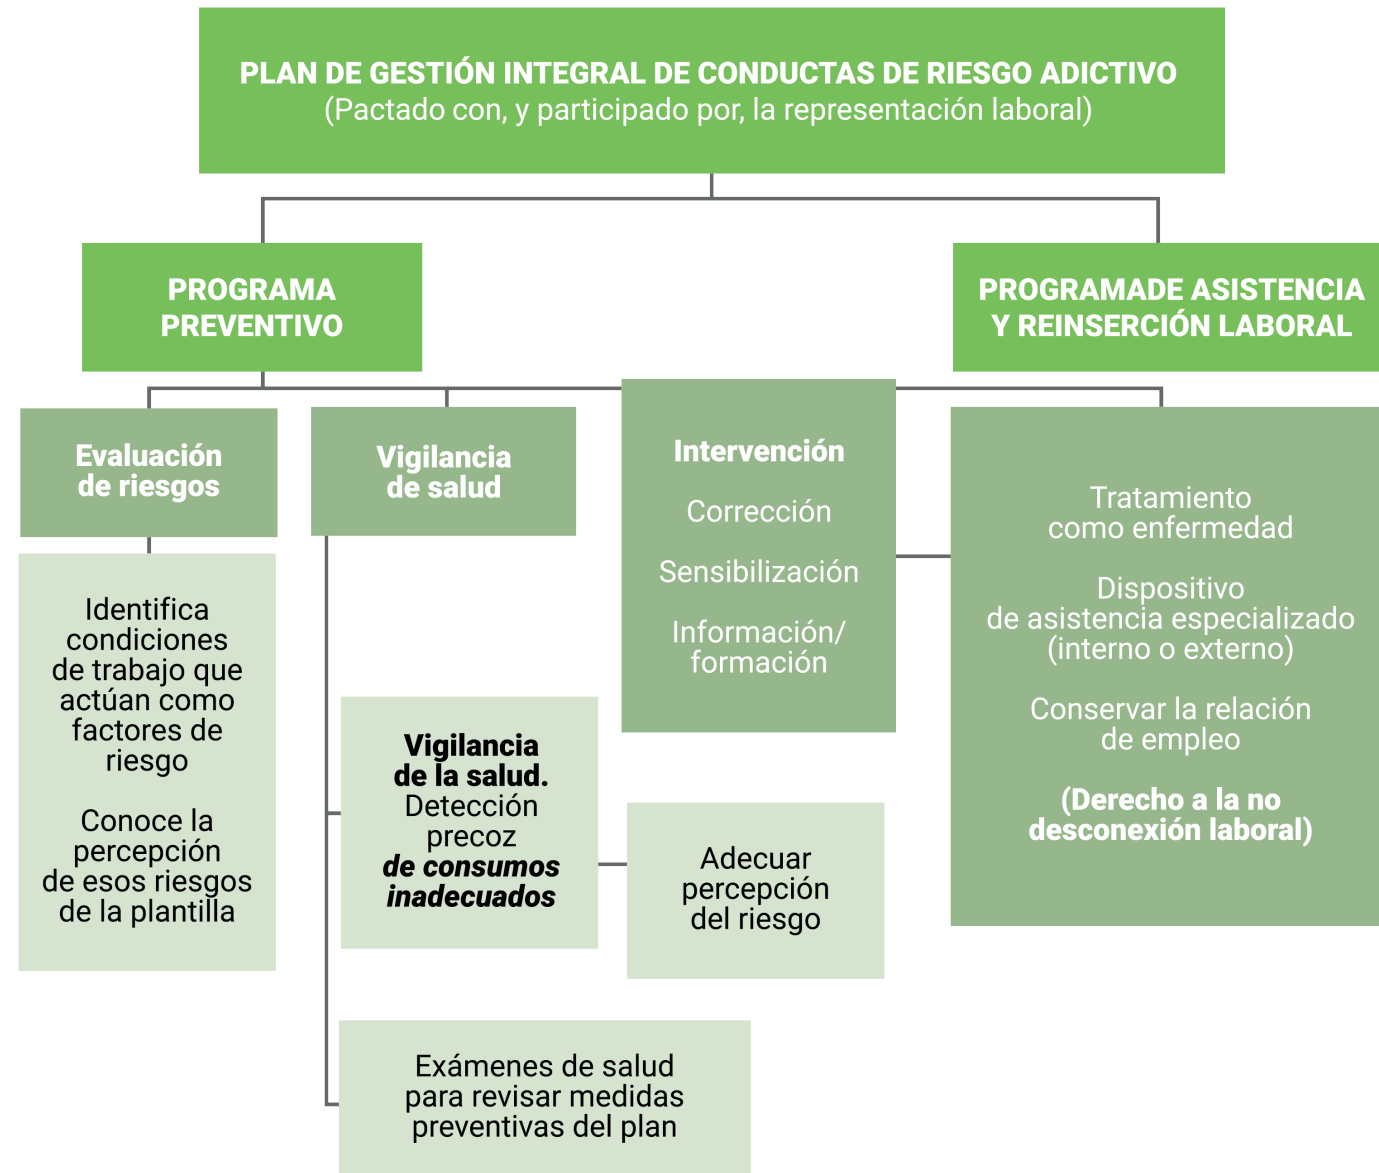 PLAN DE GESTIÓN INTEGRAL DE CONDUCTAS DE RIESGO ADICTIVO
(Pactado con, y participado por, la representación laboral)
PROGRAMA
PREVENTIVO
PROGRAMADE ASISTENCIA
Y REINSERCIÓN LABORAL
Evaluación
de riesgos
Identifica
condiciones
de trabajo que
actúan como
factores de
riesgo
Conoce la
percepción
de esos riesgos
de la plantilla
Vigilancia
de salud
Vigilancia
de la salud.
Detección
precoz
de consumos
inadecuados
Adecuar
percepción
del riesgo
Exámenes de salud
para revisar medidas
preventivas del plan
Intervención
Corrección
Sensibilización
Información/
formación
Tratamiento
como enfermedad
Dispositivo
de asistencia especializado
(interno o externo)
Conservar la relación
de empleo
(Derecho a la no
desconexión laboral)